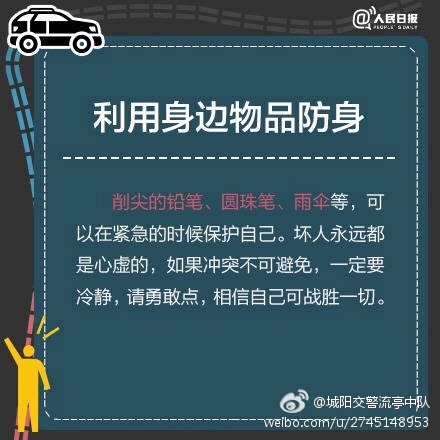 @人民日报
PEOPLE'S DAILY
利用身边物品防身
削尖的铅笔、圆珠笔、雨伞等，可
以在紧急的时候保护自己。坏人永远都
是心虚的，如果冲突不可避免，一定要
冷静，请勇敢点，相信自己可战胜一切。
@城阳交警流亭中队
weibo.com/u/2745148953